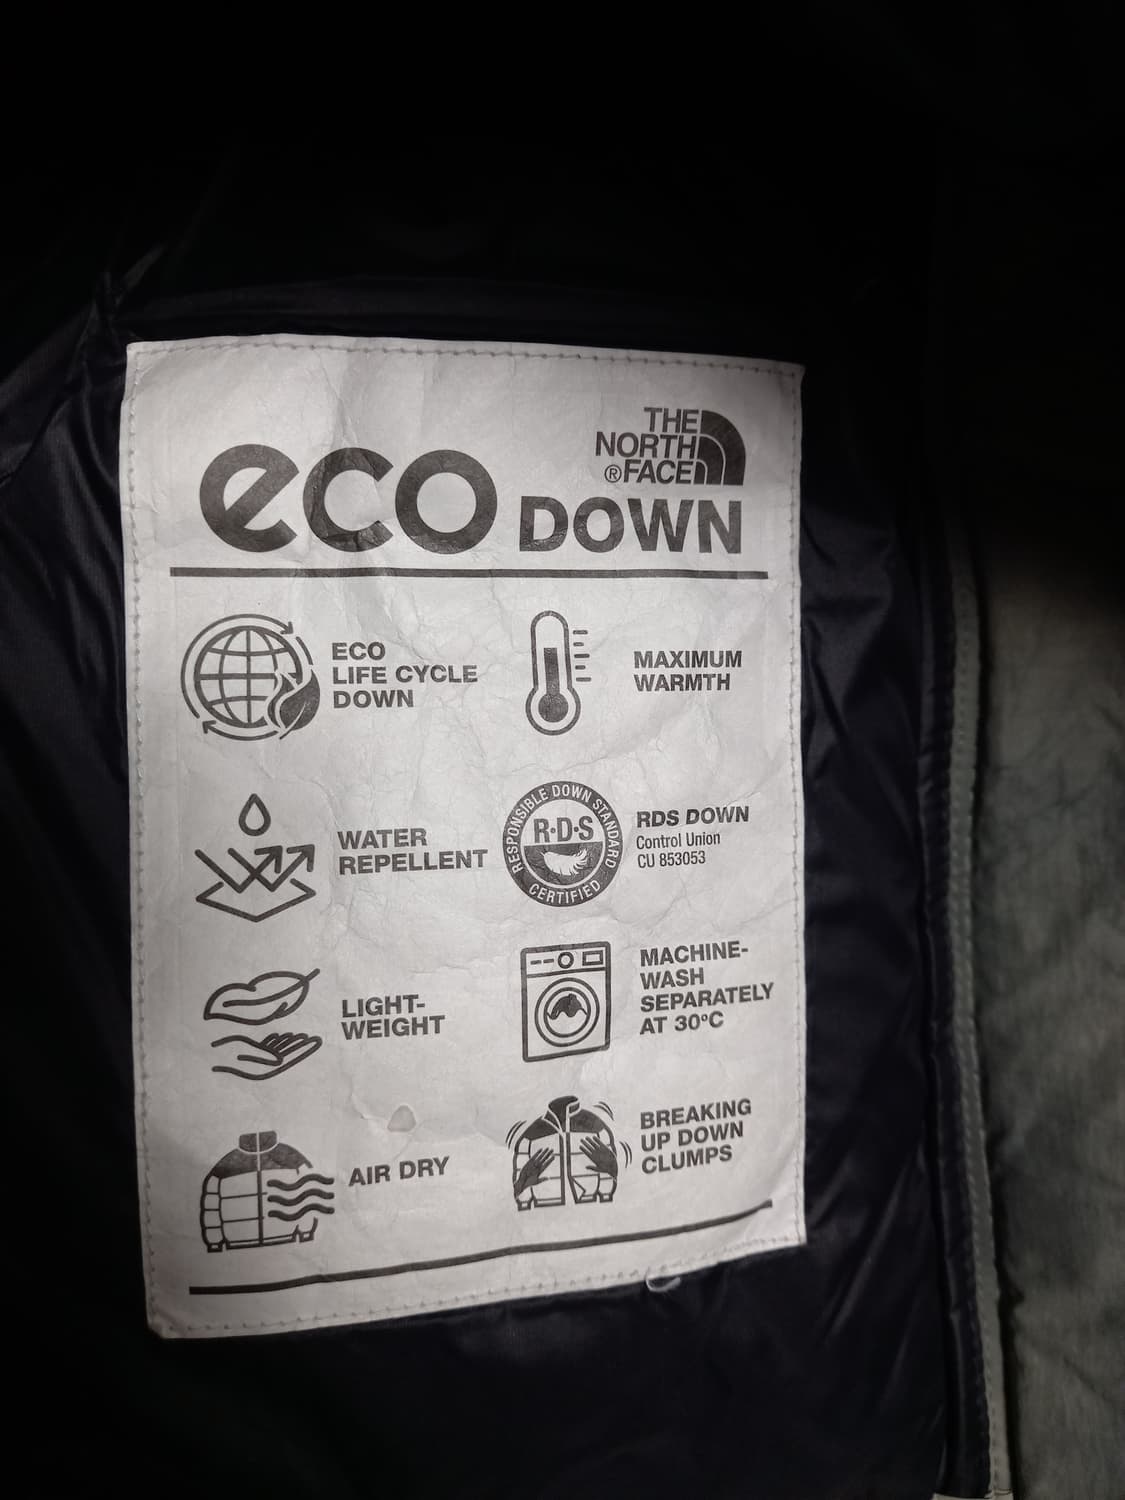 THE
NORTH
®FACE
eco DOWN
ECO
LIFE CYCLE
DOWN
MAXIMUM
WARMTH
WATER
REPELLENT
RESPONSIBLE DOWN STANDARD
R·D·S
CERTIFIED
RDS DOWN
Control Union
CU 853053
LIGHT-
WEIGHT
MACHINE-
WASH
SEPARATELY
AT 30°C
AIR DRY
BREAKING
UP DOWN
CLUMPS